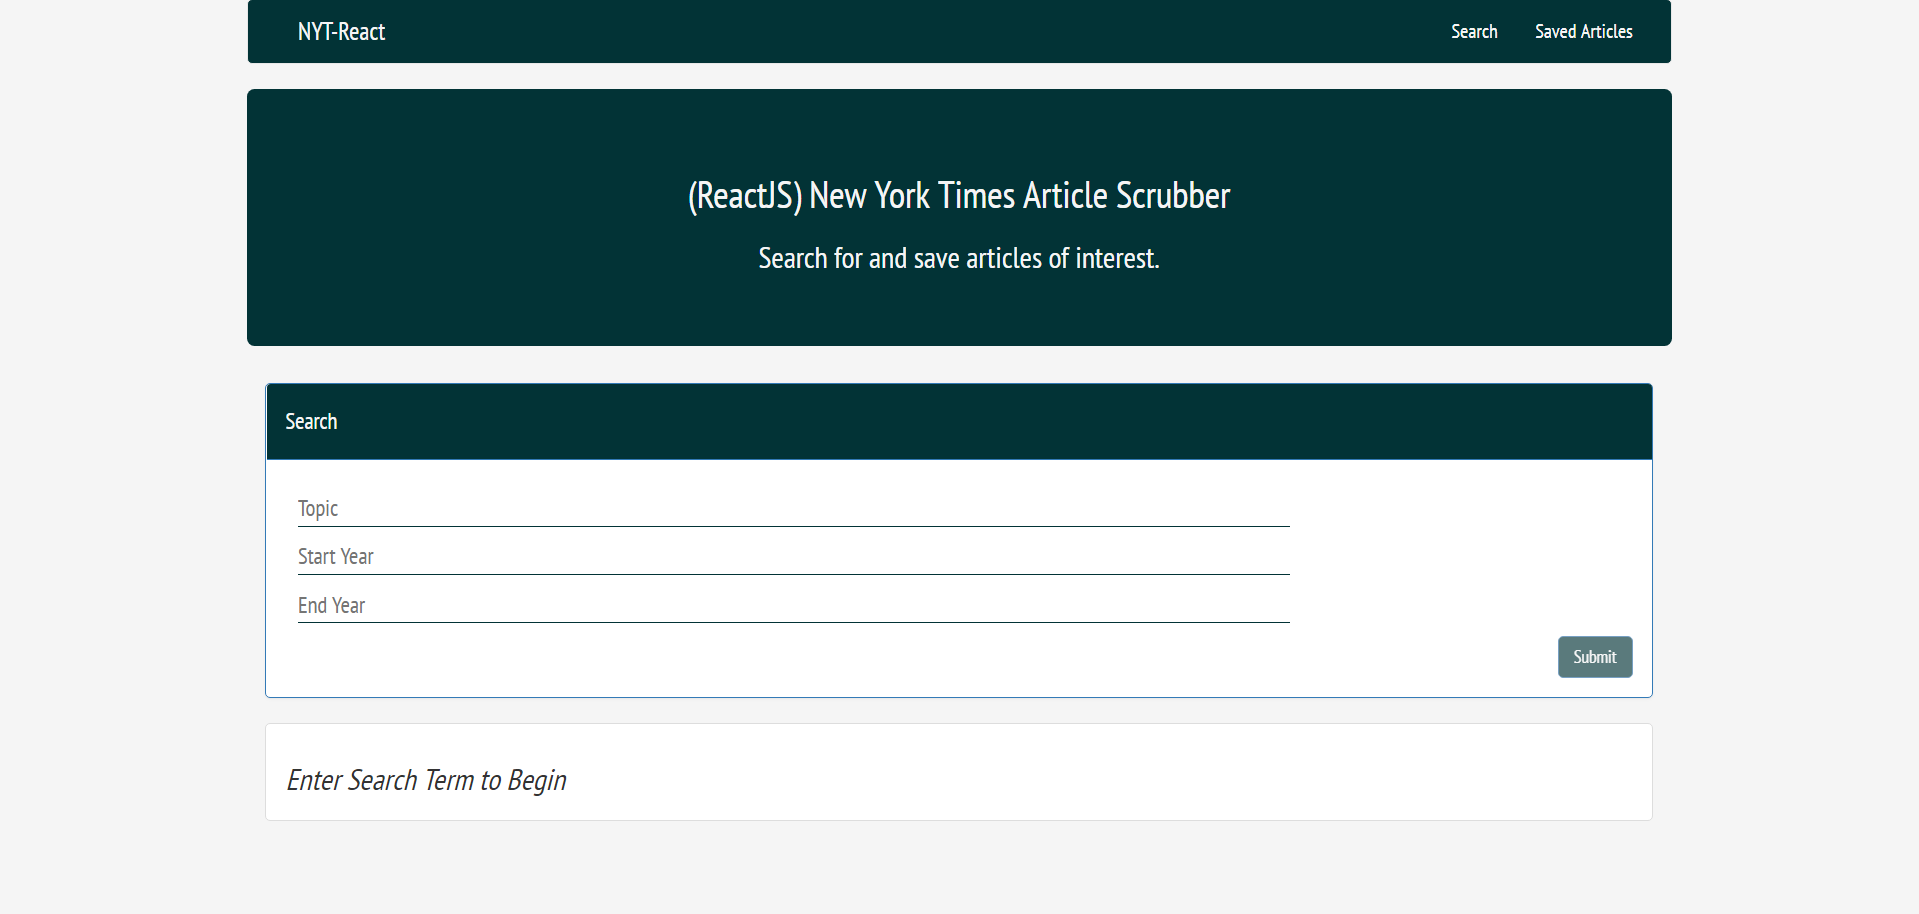 NYT-React
Search
Saved Articles
(ReactJS) New York Times Article Scrubber
Search for and save articles of interest.
Search
Topic
Start Year
End Year
Submit
Enter Search Term to Begin